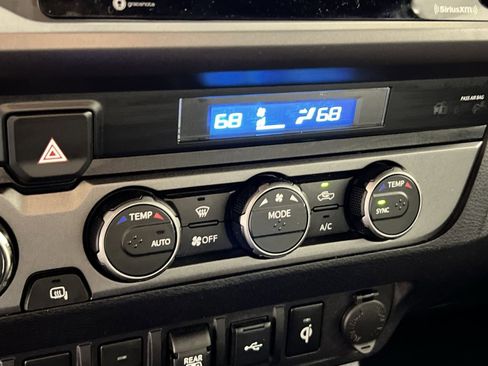 gracenote
SiriusXM
PASS AIR BAG
68 68
TEMP
AUTO
OFF
MODE
A/C
TEMP
SYNC
REAR